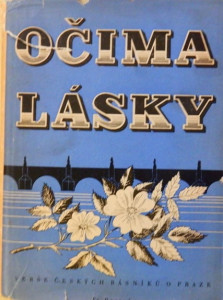 OČIMA
LÁSKY
VERŠE ČESKÝCH BÁSNÍKŮ O PRAZE